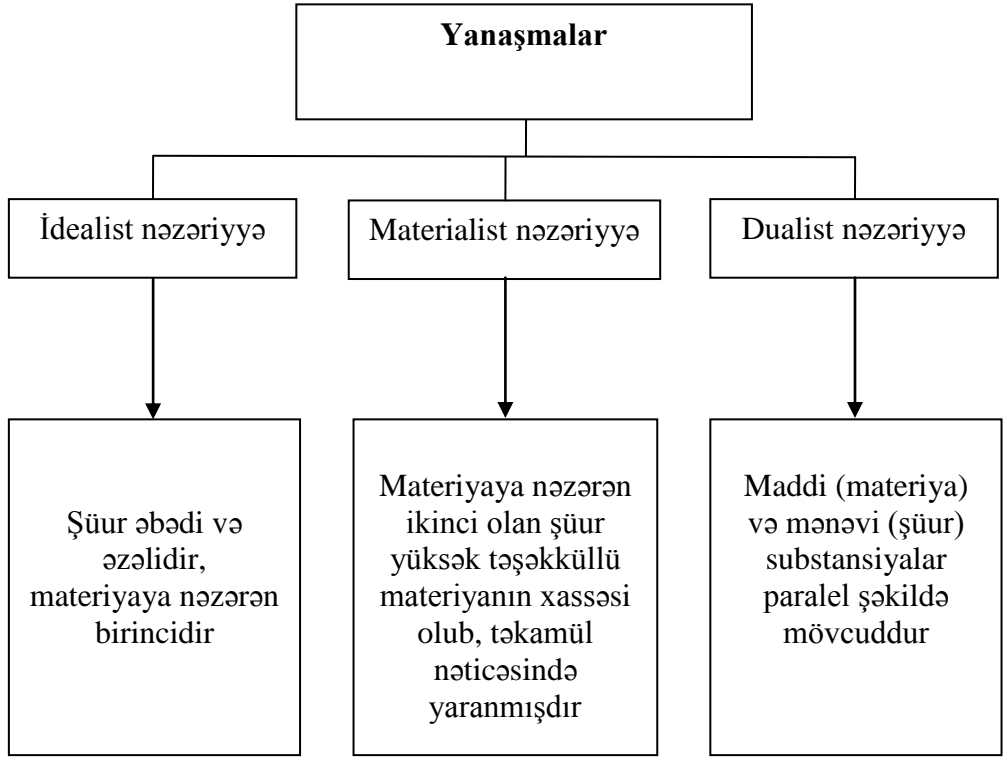 Yanaşmalar
İdealist nəzəriyyə
Materialist nəzəriyyə
Dualist nəzəriyyə
Şüur əbədi və
əzəlidir,
materiyaya nəzərən
birincidir
Materiyaya nəzərən
ikinci olan şüur
yüksək təşəkküllü
materiyanın xassəsi
olub, təkamül
nəticəsində
yaranmışdır
Maddi (materiya)
və mənəvi (şüur)
substansiyalar
paralel şəkildə
mövcuddur